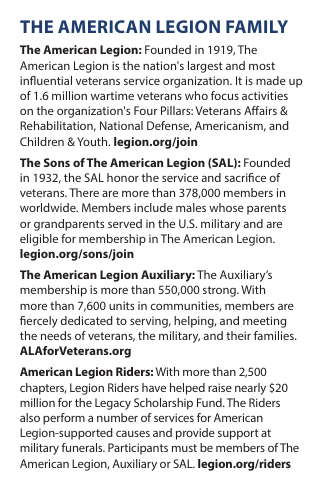 THE AMERICAN LEGION FAMILY
The American Legion: Founded in 1919, The
American Legion is the nation's largest and most
influential veterans service organization. It is made up
of 1.6 million wartime veterans who focus activities
on the organization's Four Pillars: Veterans Affairs &
Rehabilitation, National Defense, Americanism, and
Children & Youth. legion.org/join
The Sons of The American Legion (SAL): Founded
in 1932, the SAL honor the service and sacrifice of
veterans. There are more than 378,000 members in
worldwide. Members include males whose parents
or grandparents served in the U.S. military and are
eligible for membership in The American Legion.
legion.org/sons/join
The American Legion Auxiliary: The Auxiliary's
membership is more than 550,000 strong. With
more than 7,600 units in communities, members are
fiercely dedicated to serving, helping, and meeting
the needs of veterans, the military, and their families.
ALAforVeterans.org
American Legion Riders: With more than 2,500
chapters, Legion Riders have helped raise nearly $20
million for the Legacy Scholarship Fund. The Riders
also perform a number of services for American
Legion-supported causes and provide support at
military funerals. Participants must be members of The
American Legion, Auxiliary or SAL. legion.org/riders